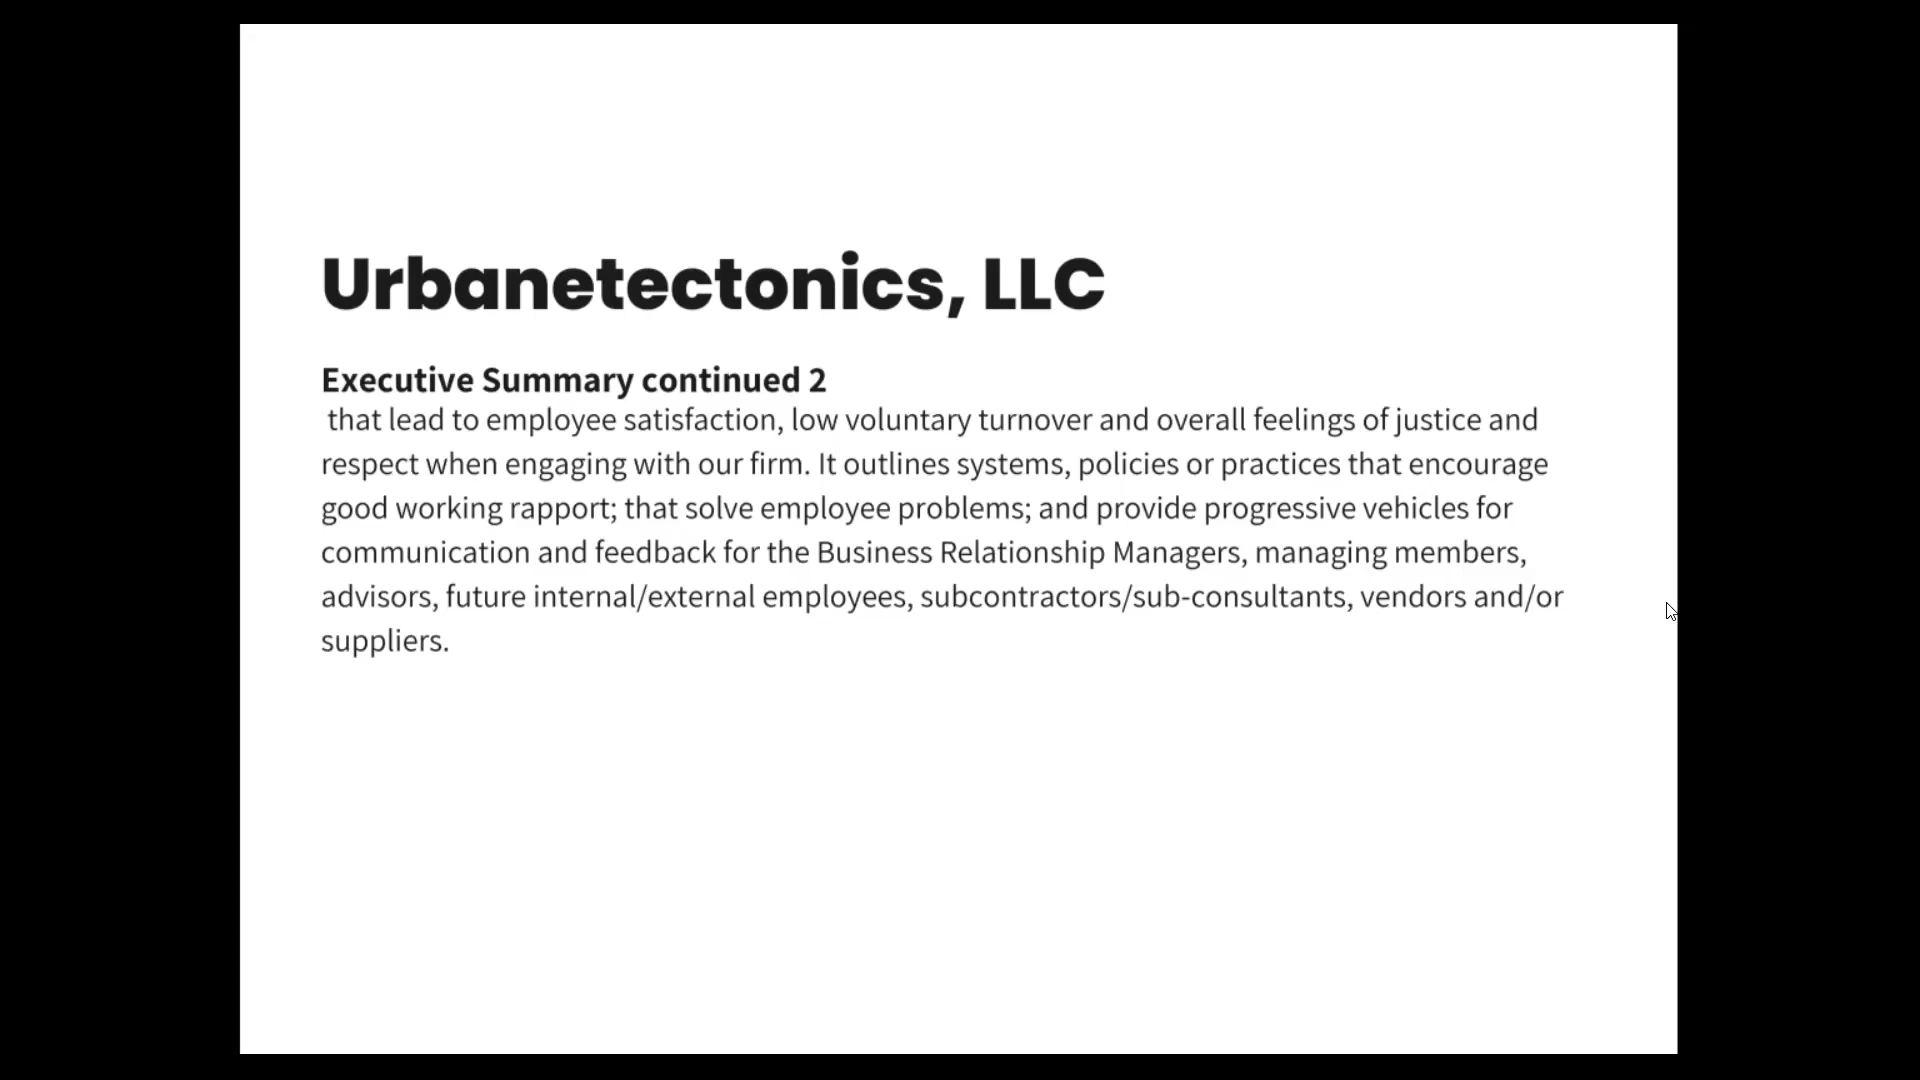 Urbanetectonics, LLC
Executive Summary continued 2
that lead to employee satisfaction, low voluntary turnover and overall feelings of justice and
respect when engaging with our firm. It outlines systems, policies or practices that encourage
good working rapport; that solve employee problems; and provide progressive vehicles for
communication and feedback for the Business Relationship Managers, managing members,
advisors, future internal/external employees, subcontractors/sub-consultants, vendors and/or
suppliers.